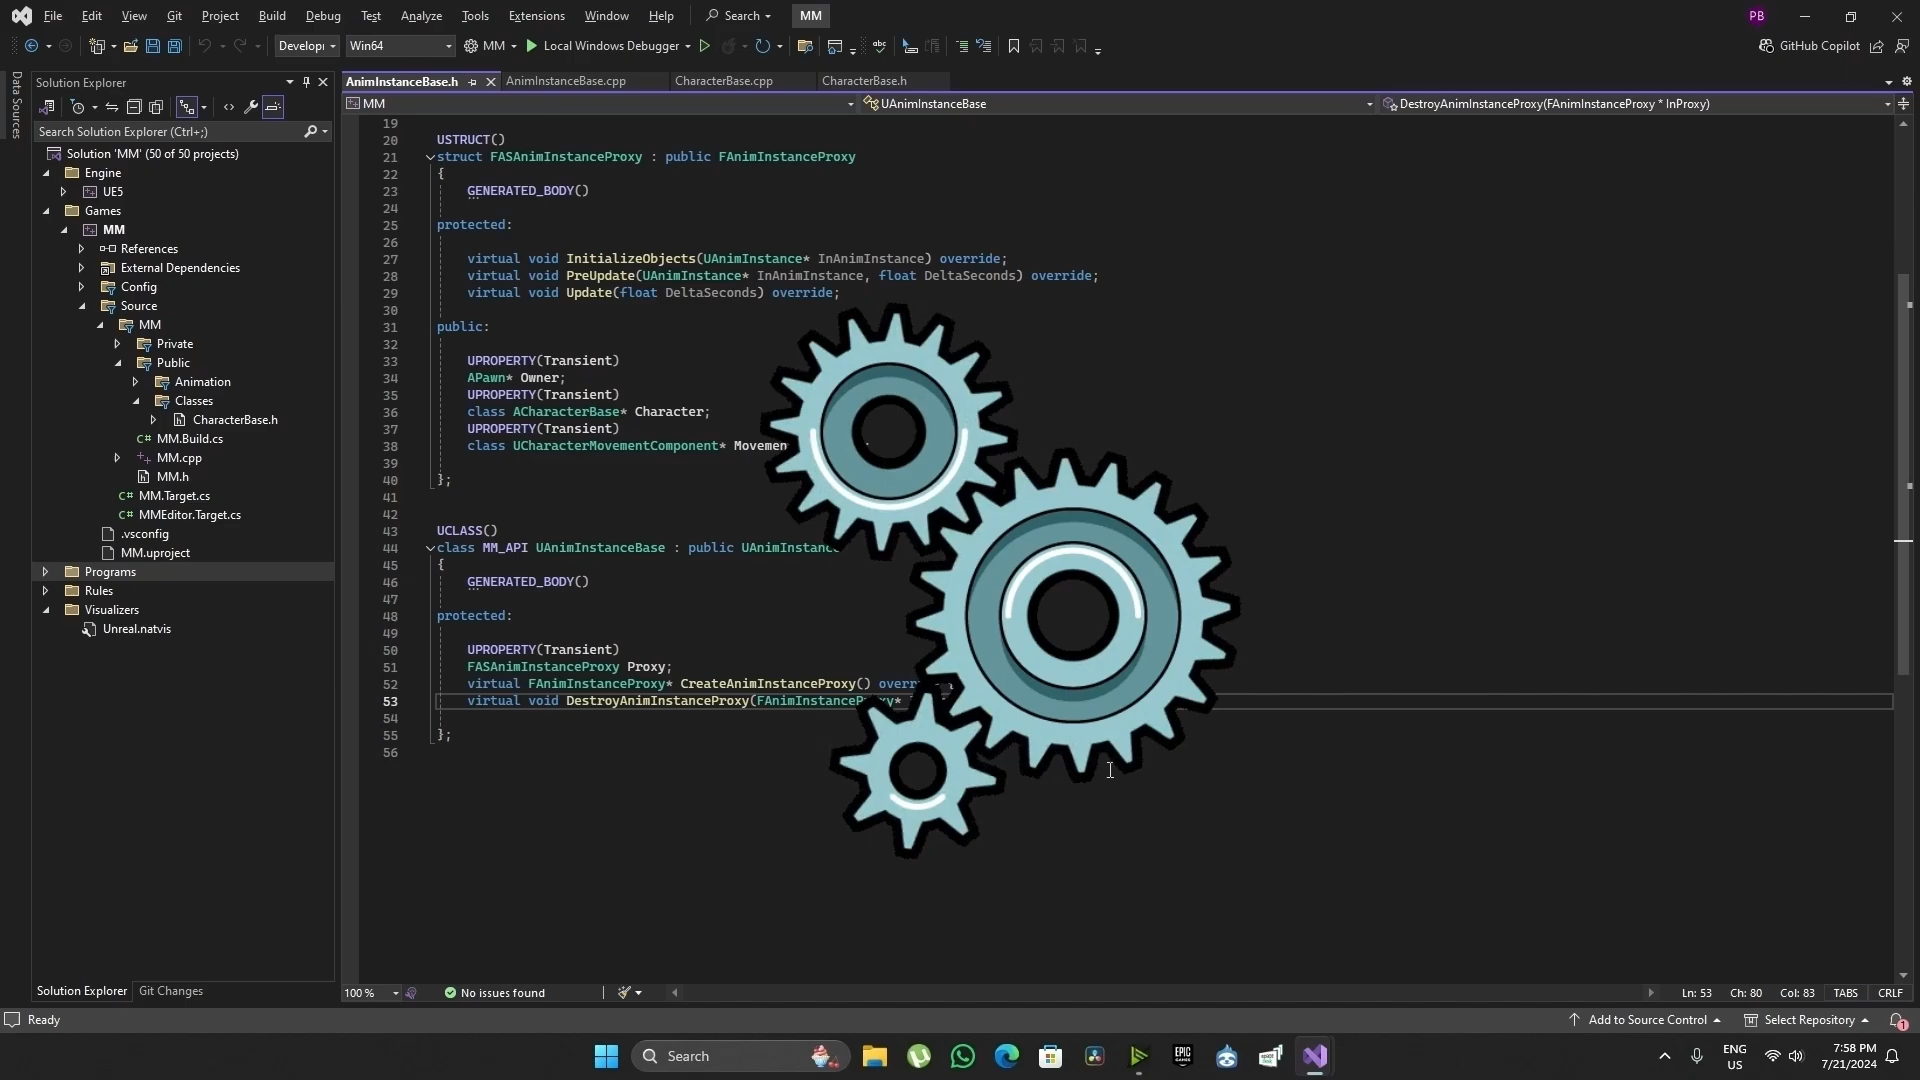 File Edit View Git Project Build Debug Test Analyze Tools Extensions Window Help Search MM PB
Develop Win64 MM Local Windows Debugger abc GitHub Copilot
Data Sources
Solution Explorer
Search Solution Explorer (Ctrl+;)
Solution 'MM' (50 of 50 projects)
Engine
UE5
Games
MM
References
External Dependencies
Config
Source
MM
Private
Public
Animation
Classes
CharacterBase.h
C# MM.Build.cs
MM.cpp
MM.h
C# MM.Target.cs
C# MMEditor.Target.cs
.vsconfig
MM.uproject
Programs
Rules
Visualizers
Unreal.natvis
Solution Explorer Git Changes
AnimInstanceBase.h AnimInstanceBase.cpp CharacterBase.cpp CharacterBase.h
MM UAnimInstanceBase DestroyAnimInstanceProxy(FAnimInstanceProxy * InProxy)
19
20 USTRUCT()
21 struct FASAnimInstanceProxy : public FAnimInstanceProxy
22 {
23 GENERATED_BODY()
24
25 protected:
26
27 virtual void InitializeObjects(UAnimInstance* InAnimInstance) override;
28 virtual void PreUpdate(UAnimInstance* InAnimInstance, float DeltaSeconds) override;
29 virtual void Update(float DeltaSeconds) override;
30
31 public:
32
33 UPROPERTY(Transient)
34 APawn* Owner;
35 UPROPERTY(Transient)
36 class ACharacterBase* Character;
37 UPROPERTY(Transient)
38 class UCharacterMovementComponent* Movemen
39
40 };
41
42
43 UCLASS()
44 class MM_API UAnimInstanceBase : public UAnimInstance
45 {
46 GENERATED_BODY()
47
48 protected:
49
50 UPROPERTY(Transient)
51 FASAnimInstanceProxy Proxy;
52 virtual FAnimInstanceProxy* CreateAnimInstanceProxy() overr
53 virtual void DestroyAnimInstanceProxy(FAnimInstanceProxy*
54
55 };
56
100 % No issues found Ln: 53 Ch: 80 Col: 83 TABS CRLF
Ready Add to Source Control Select Repository 1
Search EPIC GAMES ENG US 7:58 PM 7/21/2024